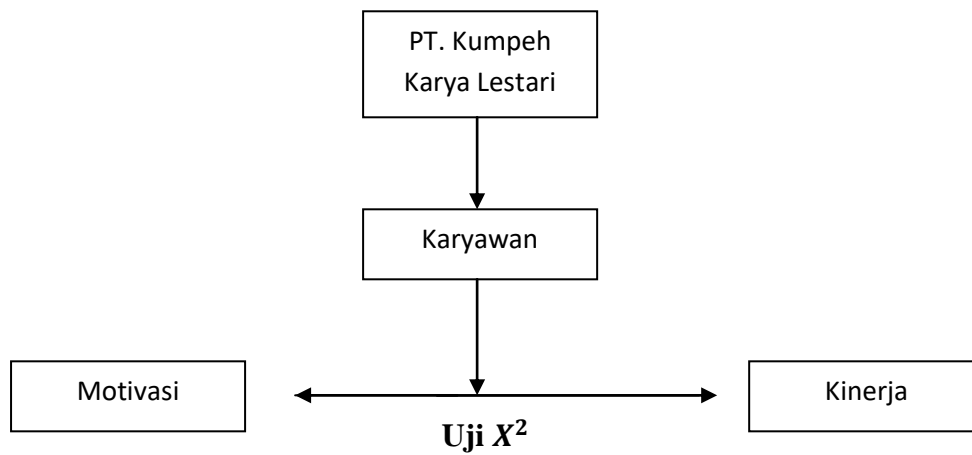 PT. Kumpeh
Karya Lestari
Karyawan
Motivasi
Kinerja
Uji X²